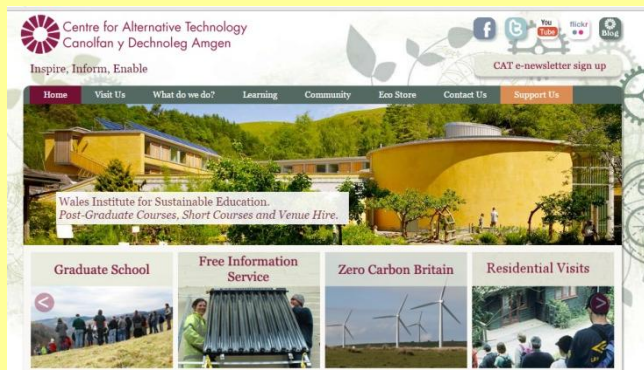 Centre for Alternative Technology
Canolfan y Dechnoleg Amgen
You
Tube
flickr
Blog
Inspire, Inform, Enable
CAT e-newsletter sign up
Home Visit Us What do we do? Learning Community Eco Store Contact Us Support Us
Wales Institute for Sustainable Education.
Post-Graduate Courses, Short Courses and Venue Hire.
Graduate School
Free Information
Service
Zero Carbon Britain
Residential Visits